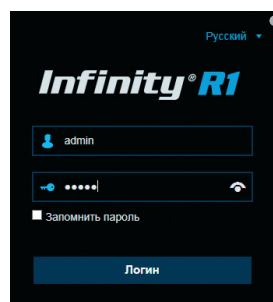 Русский
Infinity® R1
admin
•••••
Запомнить пароль
Логин